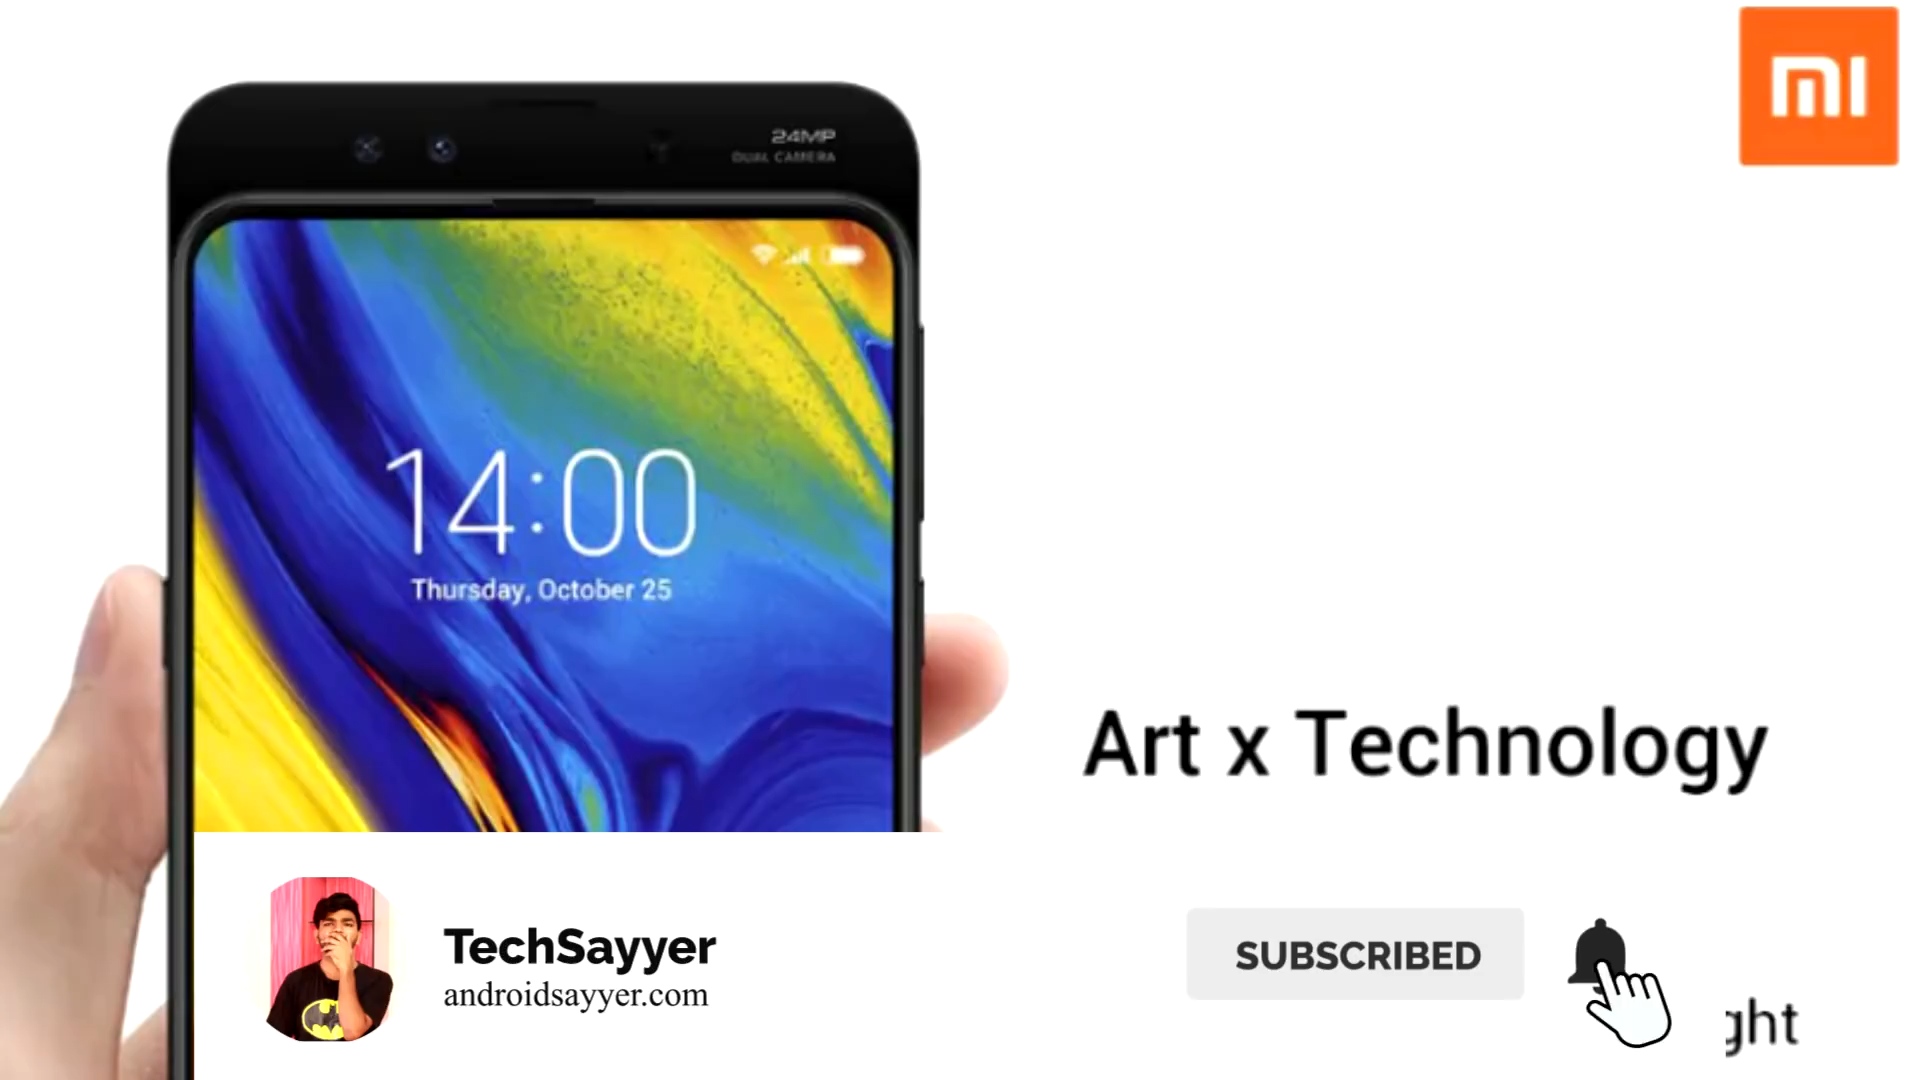 mi
24MP
DUAL CAMERA
14:00
Thursday, October 25
Art x Technology
TechSayyer
androidsayyer.com
SUBSCRIBED
ght